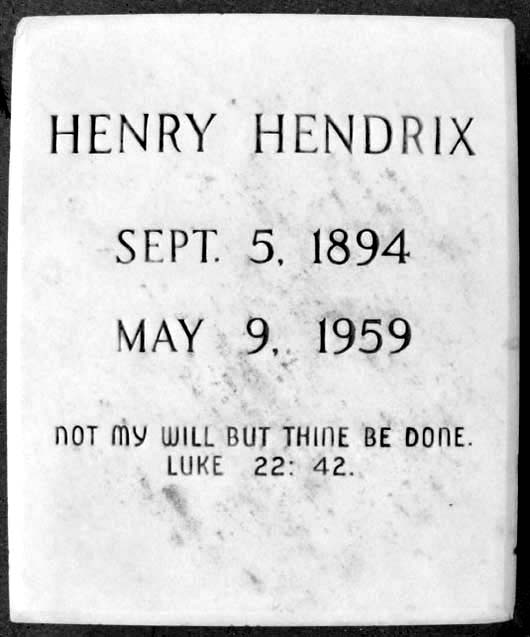 HENRY HENDRIX
SEPT. 5, 1894
MAY 9, 1959
NOT MY WILL BUT THINE BE DONE.
LUKE 22: 42.